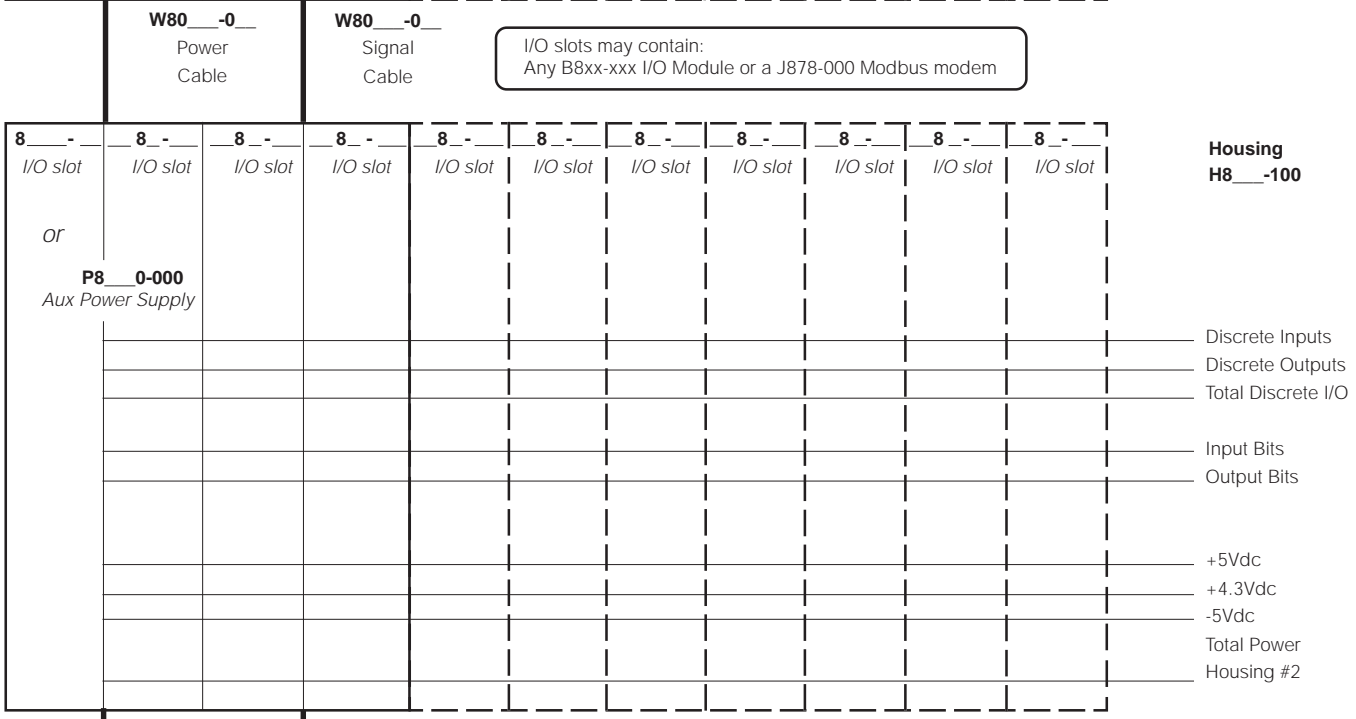 W80___-0__
Power
Cable
W80___-0__
Signal
Cable
I/O slots may contain:
Any B8xx-xxx I/O Module or a J878-000 Modbus modem
8____-__ __8_-___ __8_-___ __8_-___ __8_-___ __8_-___ __8_-___ __8_-___ __8_-___ __8_-___ __8_-___
I/O slot I/O slot I/O slot I/O slot I/O slot I/O slot I/O slot I/O slot I/O slot I/O slot I/O slot
Housing
H8___-100
or
P8___0-000
Aux Power Supply
Discrete Inputs
Discrete Outputs
Total Discrete I/O
Input Bits
Output Bits
+5Vdc
+4.3Vdc
-5Vdc
Total Power
Housing #2